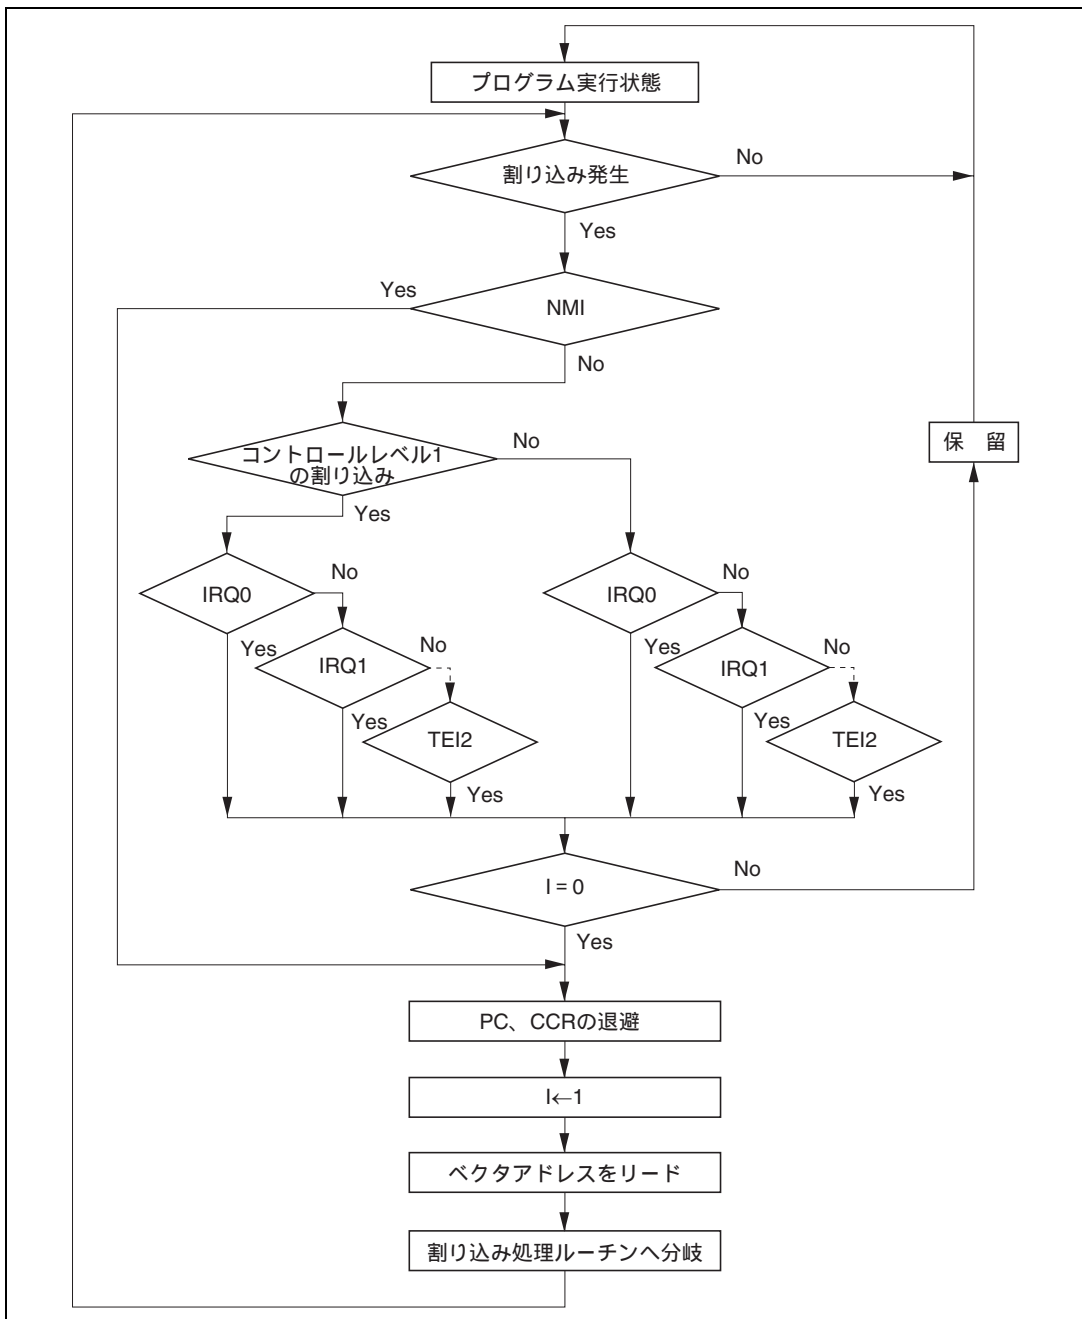 プログラム実行状態
割り込み発生
No
Yes
Yes
NMI
No
コントロールレベル1
の割り込み
No
Yes
保 留
IRQ0
No
Yes
IRQ1
No
Yes
TEI2
Yes
IRQ0
No
Yes
IRQ1
No
Yes
TEI2
Yes
I = 0
No
Yes
PC、CCRの退避
I←1
ベクタアドレスをリード
割り込み処理ルーチンへ分岐